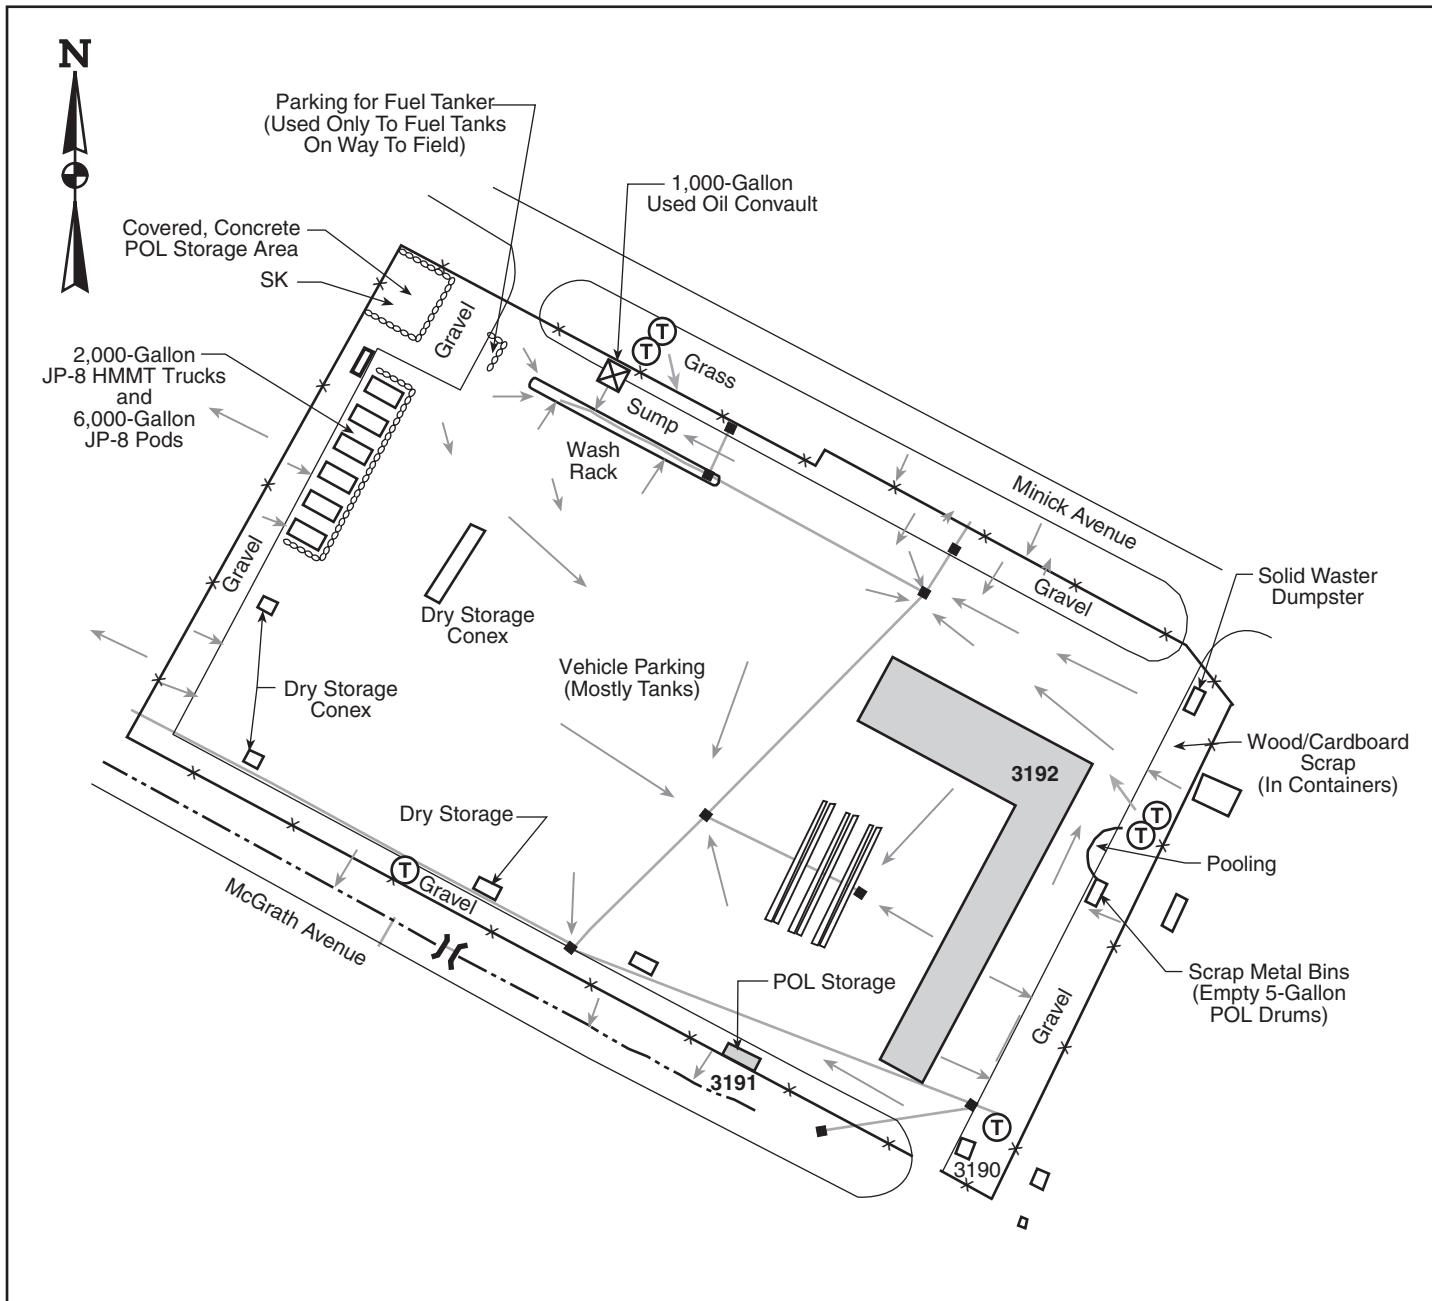 N
Parking for Fuel Tanker
(Used Only To Fuel Tanks
On Way To Field)
1,000-Gallon
Used Oil Convault
Covered, Concrete
POL Storage Area
SK
Gravel
2,000-Gallon
JP-8 HMMT Trucks
and
6,000-Gallon
JP-8 Pods
T
T
Grass
Sump
Wash
Rack
Minick Avenue
Gravel
Gravel
Solid Waster
Dumpster
Dry Storage
Conex
Vehicle Parking
(Mostly Tanks)
Dry Storage
Conex
Wood/Cardboard
Scrap
(In Containers)
3192
Dry Storage
T
T
Pooling
T
Gravel
McGrath Avenue
POL Storage
Scrap Metal Bins
(Empty 5-Gallon
POL Drums)
Gravel
3191
T
3190